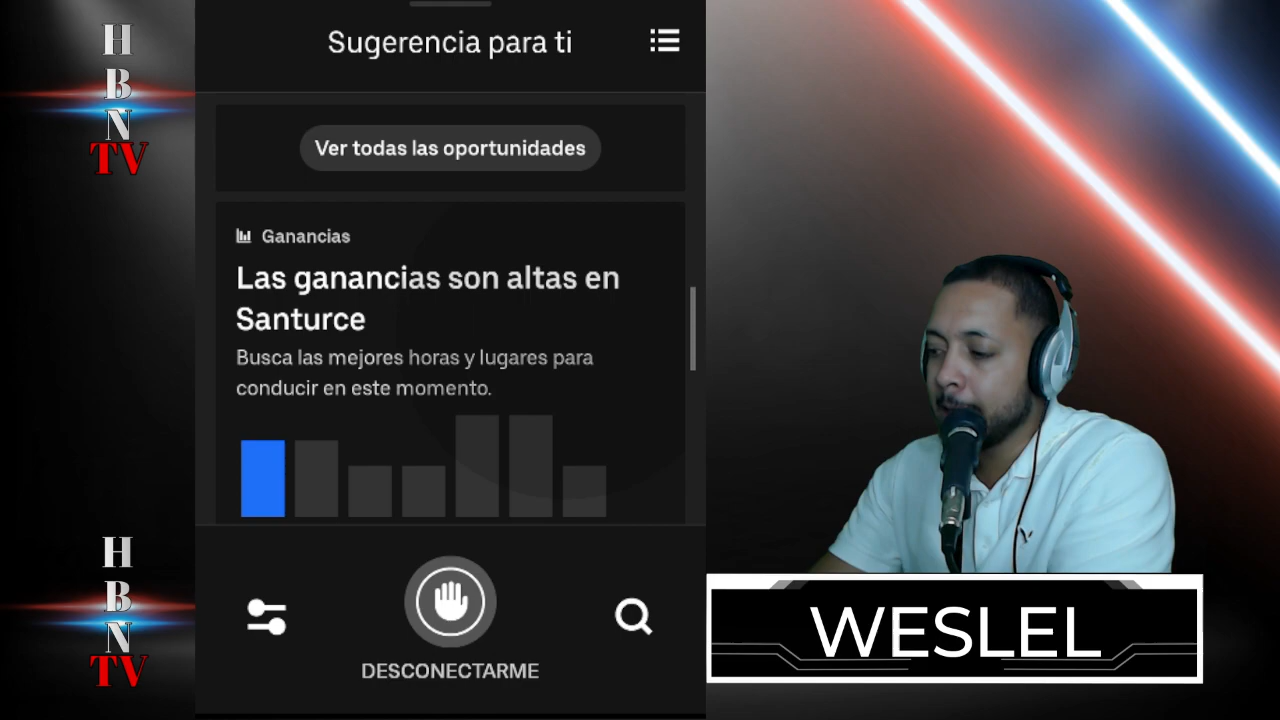 H
B
N
TV
Sugerencia para ti
Ver todas las oportunidades
Ganancias
Las ganancias son altas en
Santurce
Busca las mejores horas y lugares para
conducir en este momento.
DESCONECTARME
H
B
N
TV
WESLEL